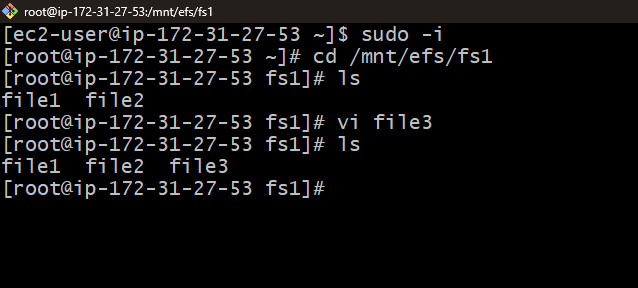 root@ip-172-31-27-53:/mnt/efs/fs1
[ec2-user@ip-172-31-27-53 ~]$ sudo -i
[root@ip-172-31-27-53 ~]# cd /mnt/efs/fs1
[root@ip-172-31-27-53 fs1]# ls
file1  file2
[root@ip-172-31-27-53 fs1]# vi file3
[root@ip-172-31-27-53 fs1]# ls
file1  file2  file3
[root@ip-172-31-27-53 fs1]#